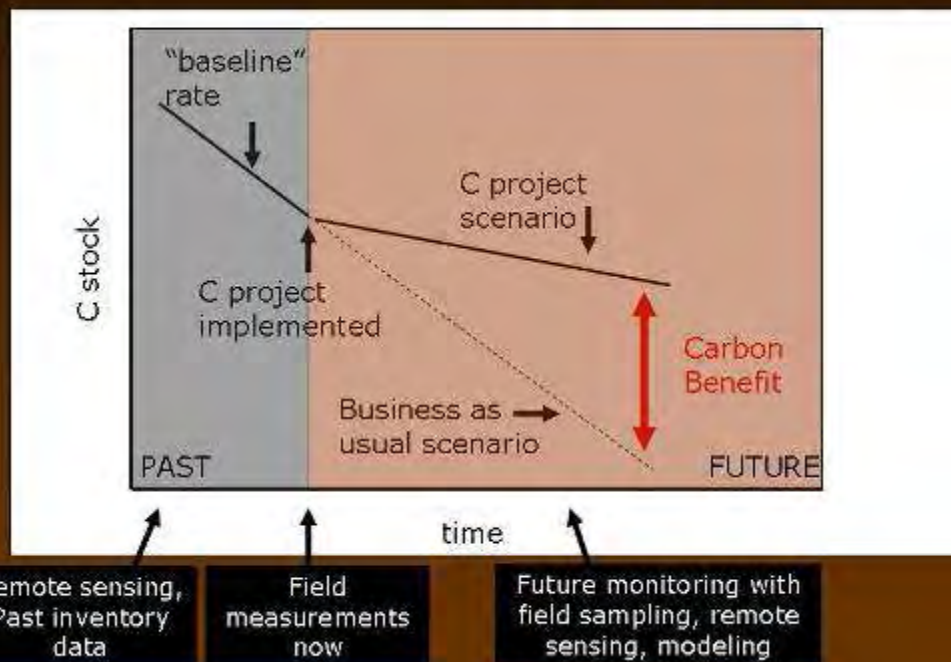 "baseline"
rate
C project
scenario
C stock
C project
implemented
Carbon
Benefit
Business as
usual scenario
PAST
FUTURE
time
emote sensing,
Past inventory
data
Field
measurements
now
Future monitoring with
field sampling, remote
sensing, modeling